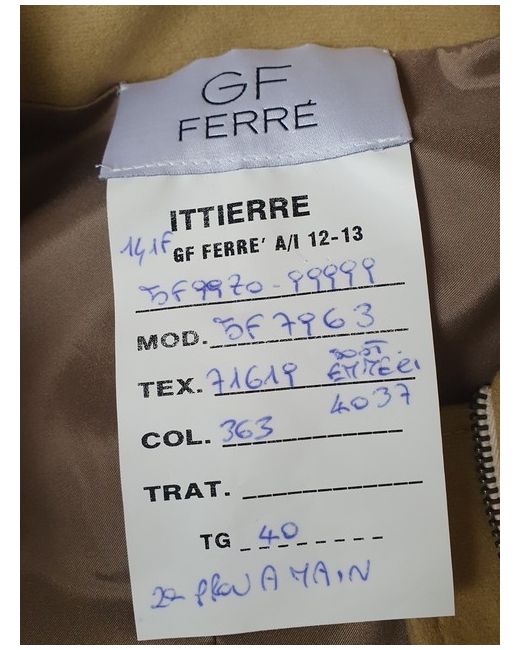 GF
FERRÉ
ITTIERRE
GF FERRE' A/I 12-13
5F9970-99999
MOD. 5F7963
TEX. 71619
4037
COL. 363
TRAT.
TG 40
A MAIN